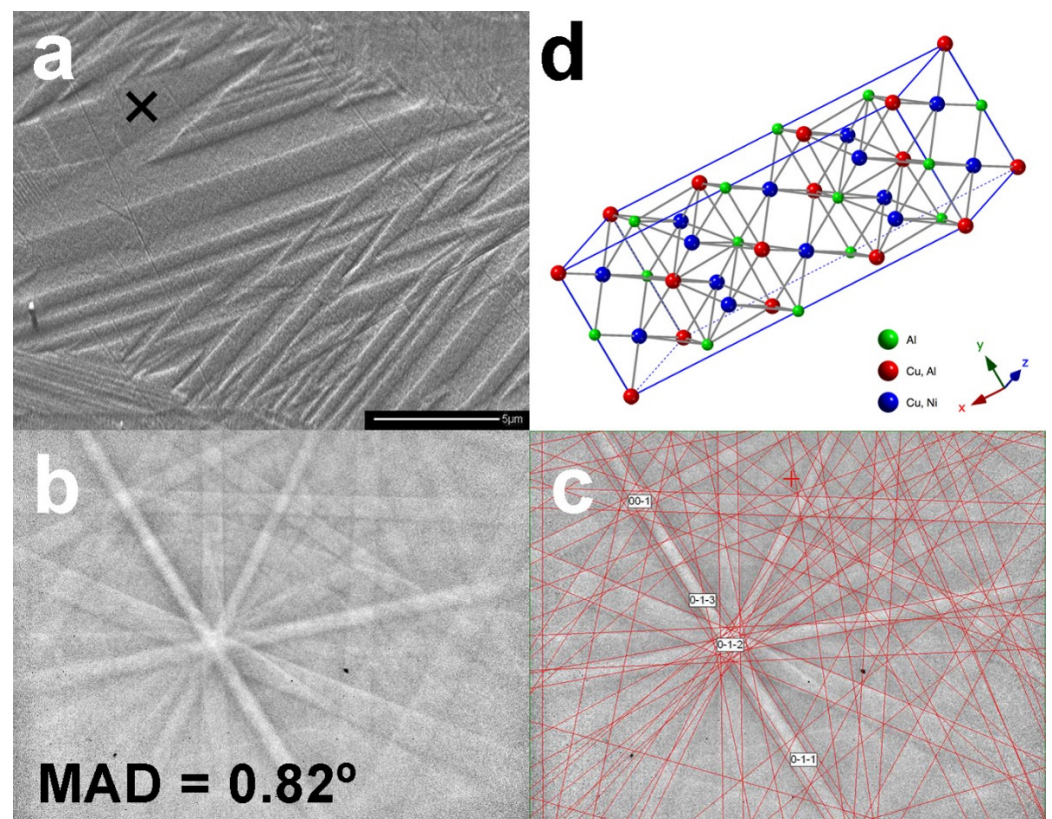 a
5µm
d
Al
Cu, Al
Cu, Ni
y
z
x
b
MAD = 0.82º
c
00-1
0-1-3
0-1-2
0-1-1